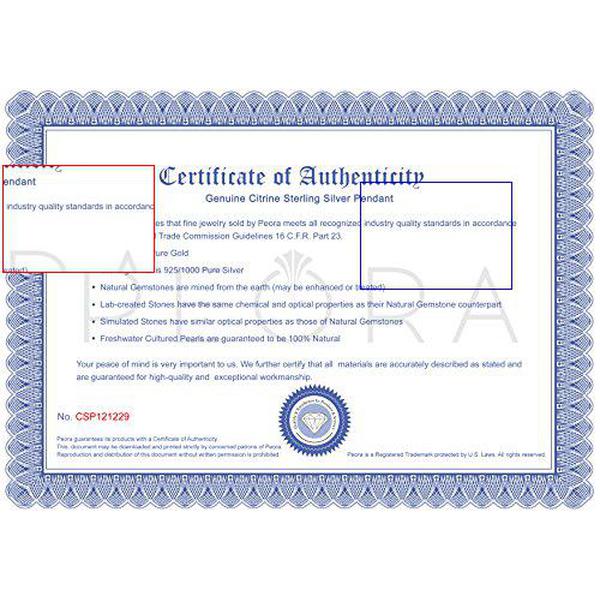 Certificate of Authenticity
Genuine Citrine Sterling Silver Pendant
endant
industry quality standards in accordanc
es that fine jewelry sold by Peora meets all recognized industry quality standards in accordance
l Trade Commission Guidelines 16 C.F.R. Part 23.
ure Gold
is 925/1000 Pure Silver
eated)
• Natural Gemstones are mined from the earth (may be enhanced or treated)
• Lab-created Stones have the same chemical and optical properties as their Natural Gemstone counterpart
• Simulated Stones have similar optical properties as those of Natural Gemstones
• Freshwater Cultured Pearls are guaranteed to be 100% Natural
PEORA
Your peace of mind is very important to us. We further certify that all materials are accurately described as stated and
are guaranteed for high-quality and exceptional workmanship.
No. CSP121229
Peora guarantees its products with a Certificate of Authenticity.
This document may be downloaded and printed strictly by concerned patrons of Peora.
Reproduction and distribution of this document without written permission is prohibited.
Peora is a Registered Trademark protected by U.S. Laws. All rights reserved.